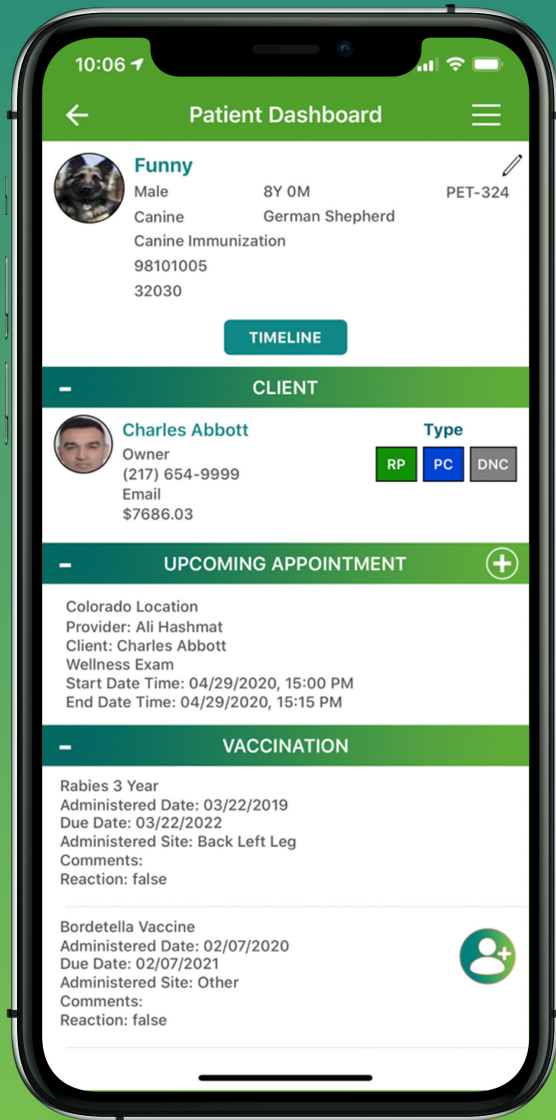 10:06
Patient Dashboard
Funny
Male 8Y 0M PET-324
Canine German Shepherd
Canine Immunization
98101005
32030
TIMELINE
- CLIENT
Charles Abbott Type
Owner
(217) 654-9999
RP PC DNC
Email
$7686.03
- UPCOMING APPOINTMENT
Colorado Location
Provider: Ali Hashmat
Client: Charles Abbott
Wellness Exam
Start Date Time: 04/29/2020, 15:00 PM
End Date Time: 04/29/2020, 15:15 PM
- VACCINATION
Rabies 3 Year
Administered Date: 03/22/2019
Due Date: 03/22/2022
Administered Site: Back Left Leg
Comments:
Reaction: false
Bordetella Vaccine
Administered Date: 02/07/2020
Due Date: 02/07/2021
Administered Site: Other
Comments:
Reaction: false